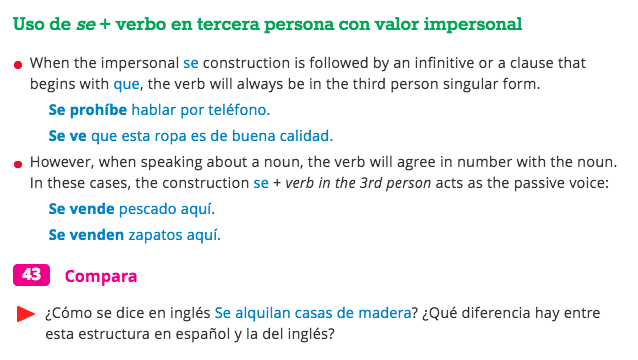 Uso de se + verbo en tercera persona con valor impersonal
When the impersonal se construction is followed by an infinitive or a clause that
begins with que, the verb will always be in the third person singular form.
Se prohíbe hablar por teléfono.
Se ve que esta ropa es de buena calidad.
However, when speaking about a noun, the verb will agree in number with the noun.
In these cases, the construction se + verb in the 3rd person acts as the passive voice:
Se vende pescado aquí.
Se venden zapatos aquí.
43 Compara
¿Cómo se dice en inglés Se alquilan casas de madera? ¿Qué diferencia hay entre
esta estructura en español y la del inglés?